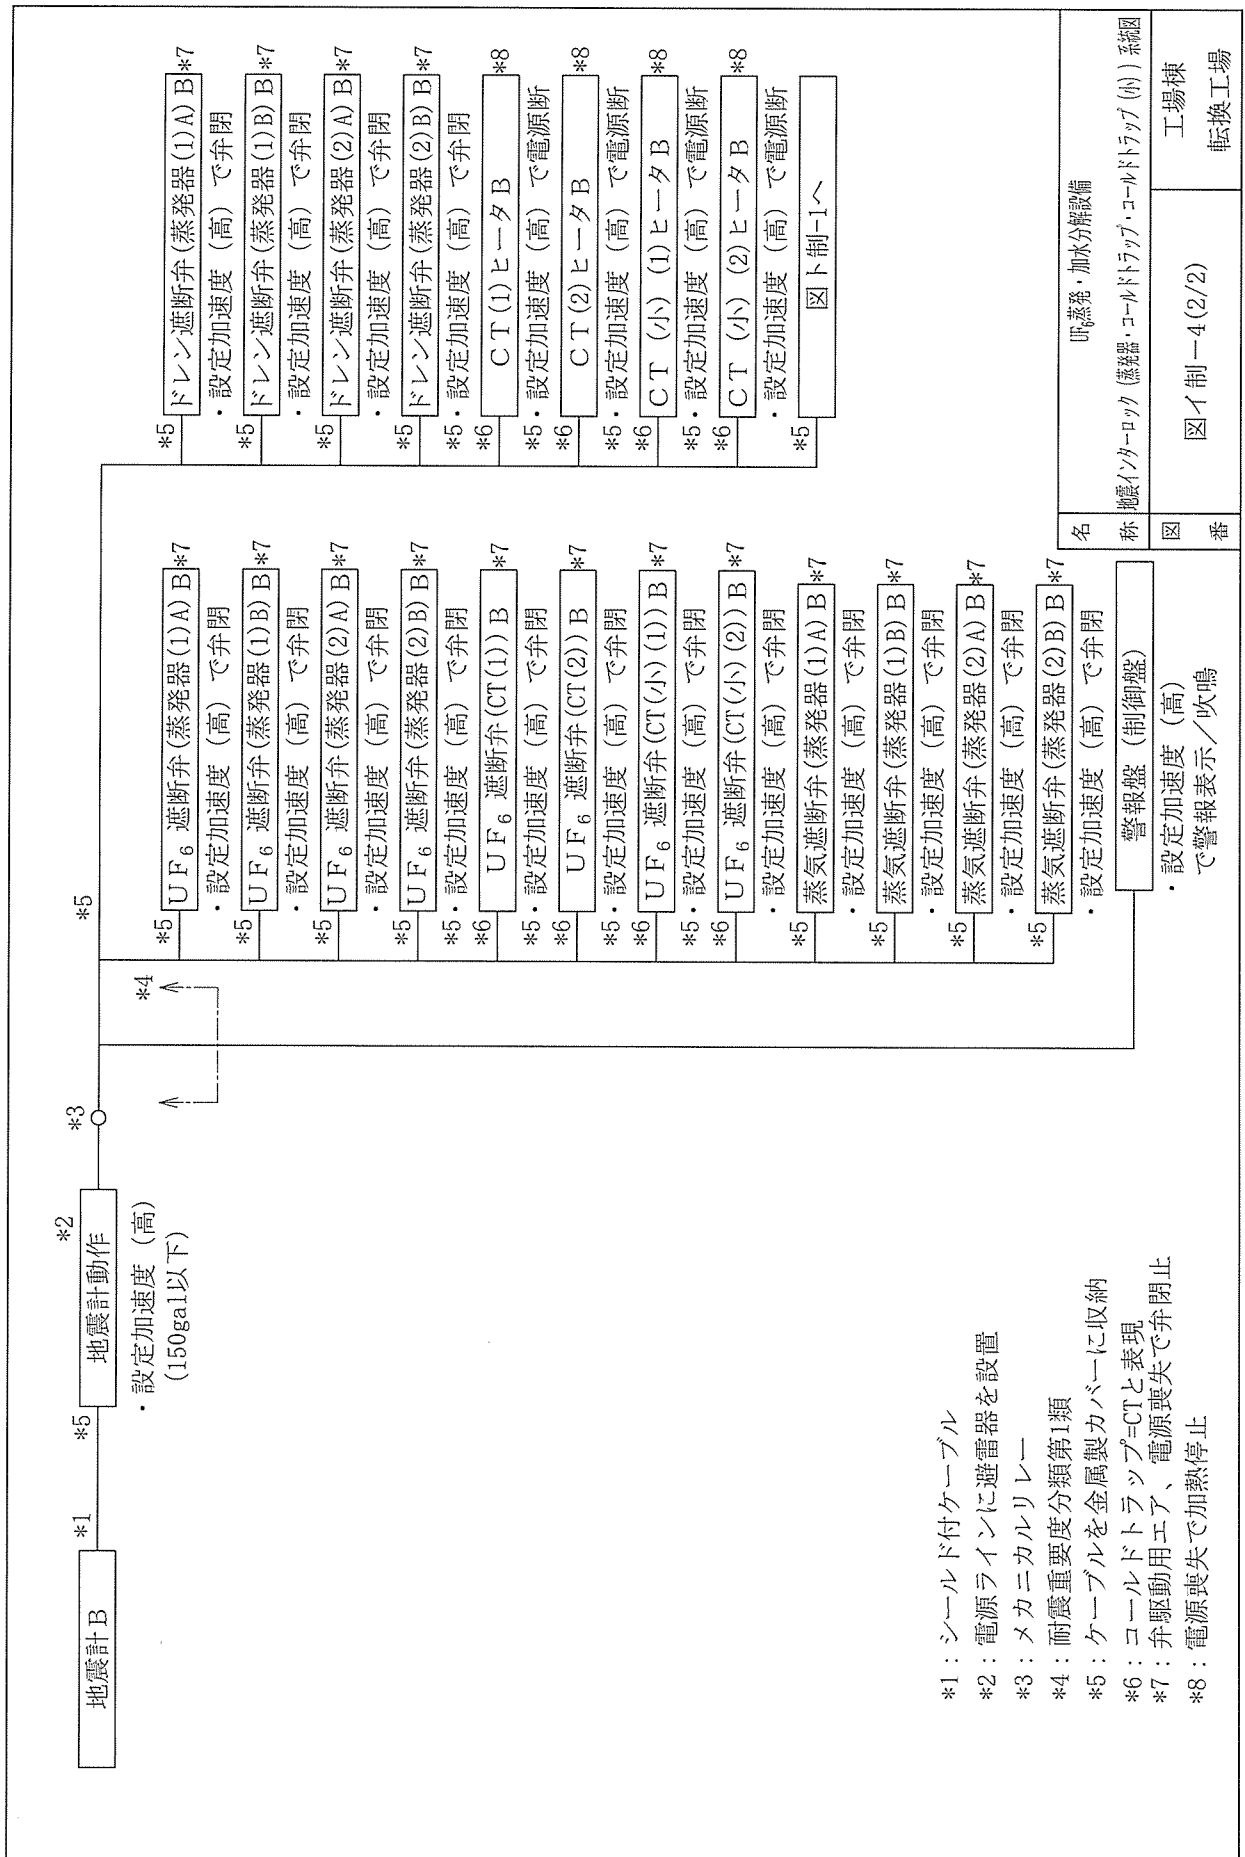 地震計B
*1
*5
*2
地震計動作
・設定加速度（高）
(150gal以下)
*3
*4
*5
*5 UF₆遮断弁(蒸発器(1)A)B *7
・設定加速度（高）で弁閉
*5 UF₆遮断弁(蒸発器(1)B)B *7
・設定加速度（高）で弁閉
*5 UF₆遮断弁(蒸発器(2)A)B *7
・設定加速度（高）で弁閉
*5 UF₆遮断弁(蒸発器(2)B)B *7
・設定加速度（高）で弁閉
*5
*6 UF₆遮断弁(CT(1))B *7
・設定加速度（高）で弁閉
*5
*6 UF₆遮断弁(CT(2))B *7
・設定加速度（高）で弁閉
*5
*6 UF₆遮断弁(CT(小)(1))B *7
・設定加速度（高）で弁閉
*5
*6 UF₆遮断弁(CT(小)(2))B *7
・設定加速度（高）で弁閉
*5 蒸気遮断弁(蒸発器(1)A)B *7
・設定加速度（高）で弁閉
*5 蒸気遮断弁(蒸発器(1)B)B *7
・設定加速度（高）で弁閉
*5 蒸気遮断弁(蒸発器(2)A)B *7
・設定加速度（高）で弁閉
*5 蒸気遮断弁(蒸発器(2)B)B *7
・設定加速度（高）で弁閉
警報盤（制御盤）
・設定加速度（高）
で警報表示／吹鳴
*5 ドレン遮断弁(蒸発器(1)A)B *7
・設定加速度（高）で弁閉
*5 ドレン遮断弁(蒸発器(1)B)B *7
・設定加速度（高）で弁閉
*5 ドレン遮断弁(蒸発器(2)A)B *7
・設定加速度（高）で弁閉
*5 ドレン遮断弁(蒸発器(2)B)B *7
・設定加速度（高）で弁閉
*5
*6 CT(1)ヒータB *8
・設定加速度（高）で電源断
*5
*6 CT(2)ヒータB *8
・設定加速度（高）で電源断
*5
*6 CT（小）(1)ヒータB *8
・設定加速度（高）で電源断
*5
*6 CT（小）(2)ヒータB *8
・設定加速度（高）で電源断
*5 図ト制-1へ
*1：シールド付ケーブル
*2：電源ラインに避雷器を設置
*3：メカニカルリレー
*4：耐震重要度分類第1類
*5：ケーブルを金属製カバーに収納
*6：コールドトラップ=CTと表現
*7：弁駆動用エア、電源喪失で弁閉止
*8：電源喪失で加熱停止
名称
UF₆蒸発・加水分解設備
地震インターロック(蒸発器・コールドトラップ・コールドトラップ(小))系統図
図番
図イ制－4(2/2)
工場棟
転換工場